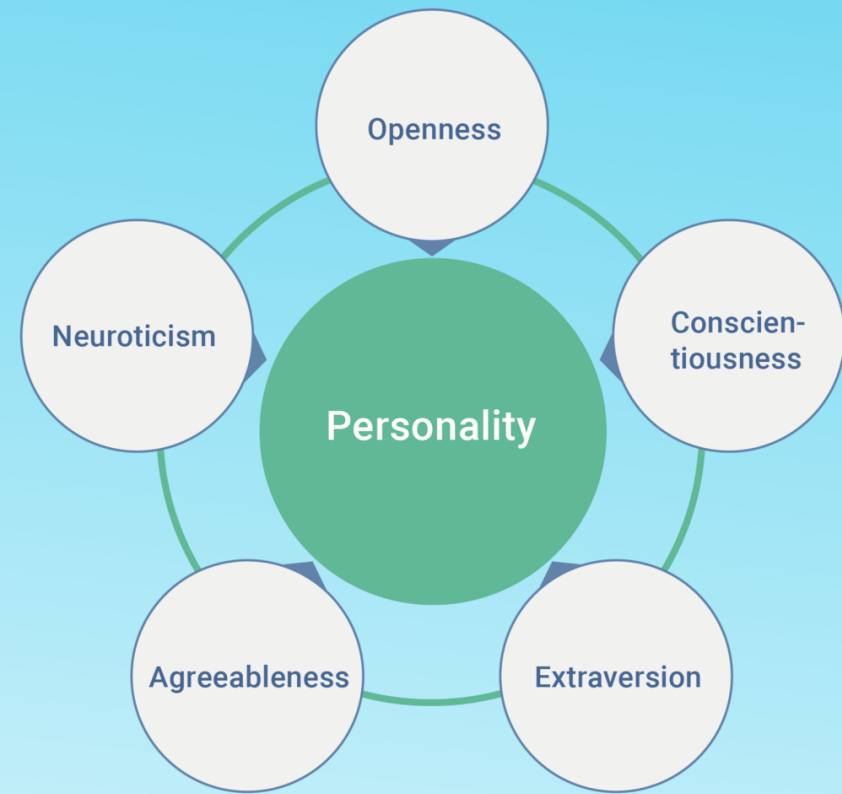 Openness
Conscien-
tiousness
Extraversion
Agreeableness
Neuroticism
Personality